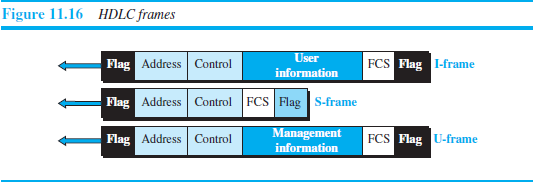 Figure 11.16 HDLC frames
Flag Address Control User information FCS Flag I-frame
Flag Address Control FCS Flag S-frame
Flag Address Control Management information FCS Flag U-frame